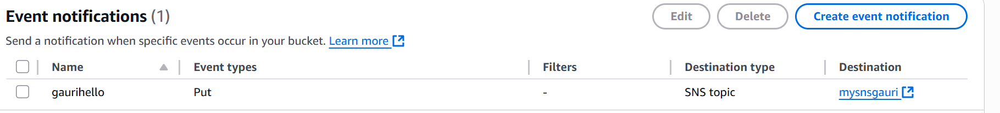 Event notifications (1)
Edit
Delete
Create event notification
Send a notification when specific events occur in your bucket. Learn more
Name
Event types
Filters
Destination type
Destination
gaurihello
Put
-
SNS topic
mysnsgauri